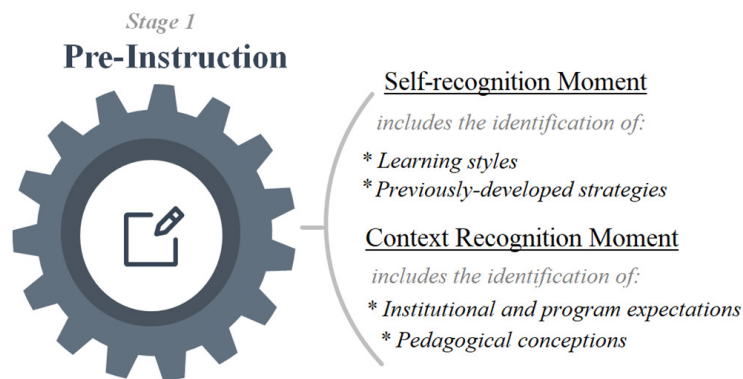 Stage 1
Pre-Instruction
Self-recognition Moment
includes the identification of:
* Learning styles
* Previously-developed strategies
Context Recognition Moment
includes the identification of:
* Institutional and program expectations
* Pedagogical conceptions